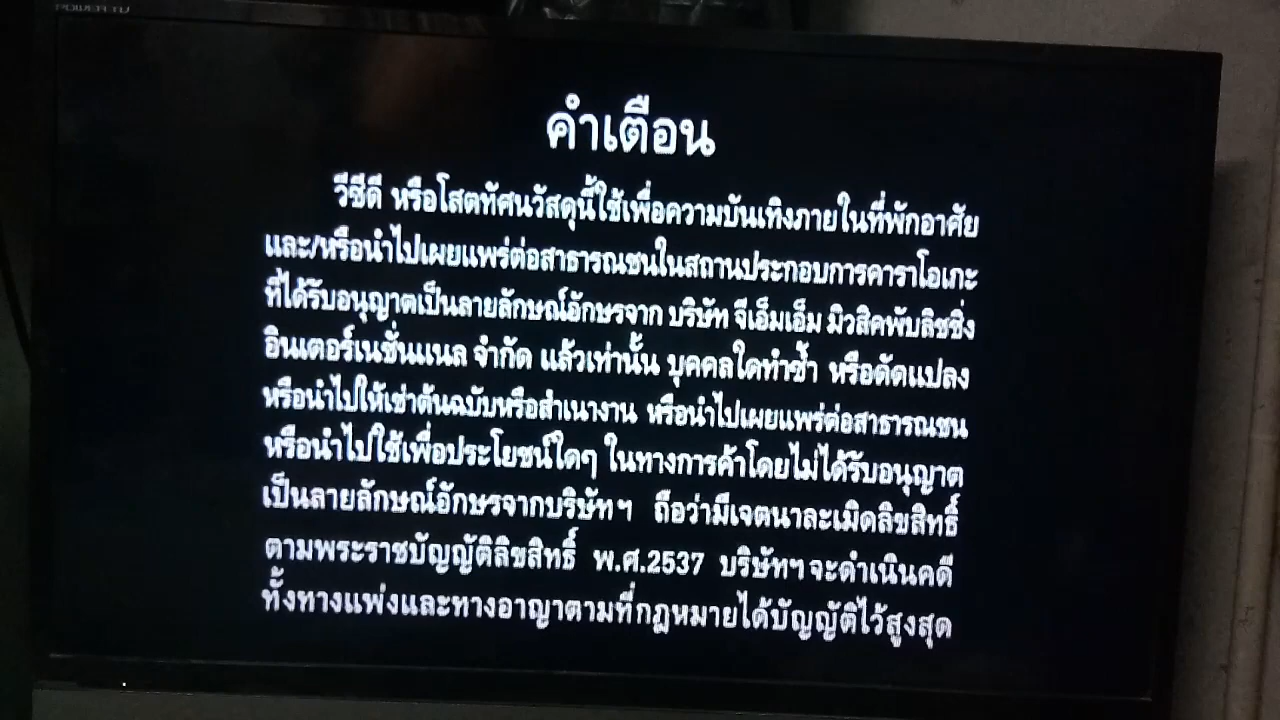 POWER TV
คำเตือน
วีซีดี หรือโสตทัศนวัสดุนี้ใช้เพื่อความบันเทิงภายในที่พักอาศัย
และ/หรือนำไปเผยแพร่ต่อสาธารณชนในสถานประกอบการคาราโอเกะ
ที่ได้รับอนุญาตเป็นลายลักษณ์อักษรจาก บริษัท จีเอ็มเอ็ม มิวสิคพับลิชชิ่ง
อินเตอร์เนชั่นแนล จำกัด แล้วเท่านั้น บุคคลใดทำซ้ำ หรือดัดแปลง
หรือนำไปให้เช่าต้นฉบับหรือสำเนางาน หรือนำไปเผยแพร่ต่อสาธารณชน
หรือนำไปใช้เพื่อประโยชน์ใดๆ ในทางการค้าโดยไม่ได้รับอนุญาต
เป็นลายลักษณ์อักษรจากบริษัทฯ ถือว่ามีเจตนาละเมิดลิขสิทธิ์
ตามพระราชบัญญัติลิขสิทธิ์ พ.ศ.2537 บริษัทฯจะดำเนินคดี
ทั้งทางแพ่งและทางอาญาตามที่กฎหมายได้บัญญัติไว้สูงสุด